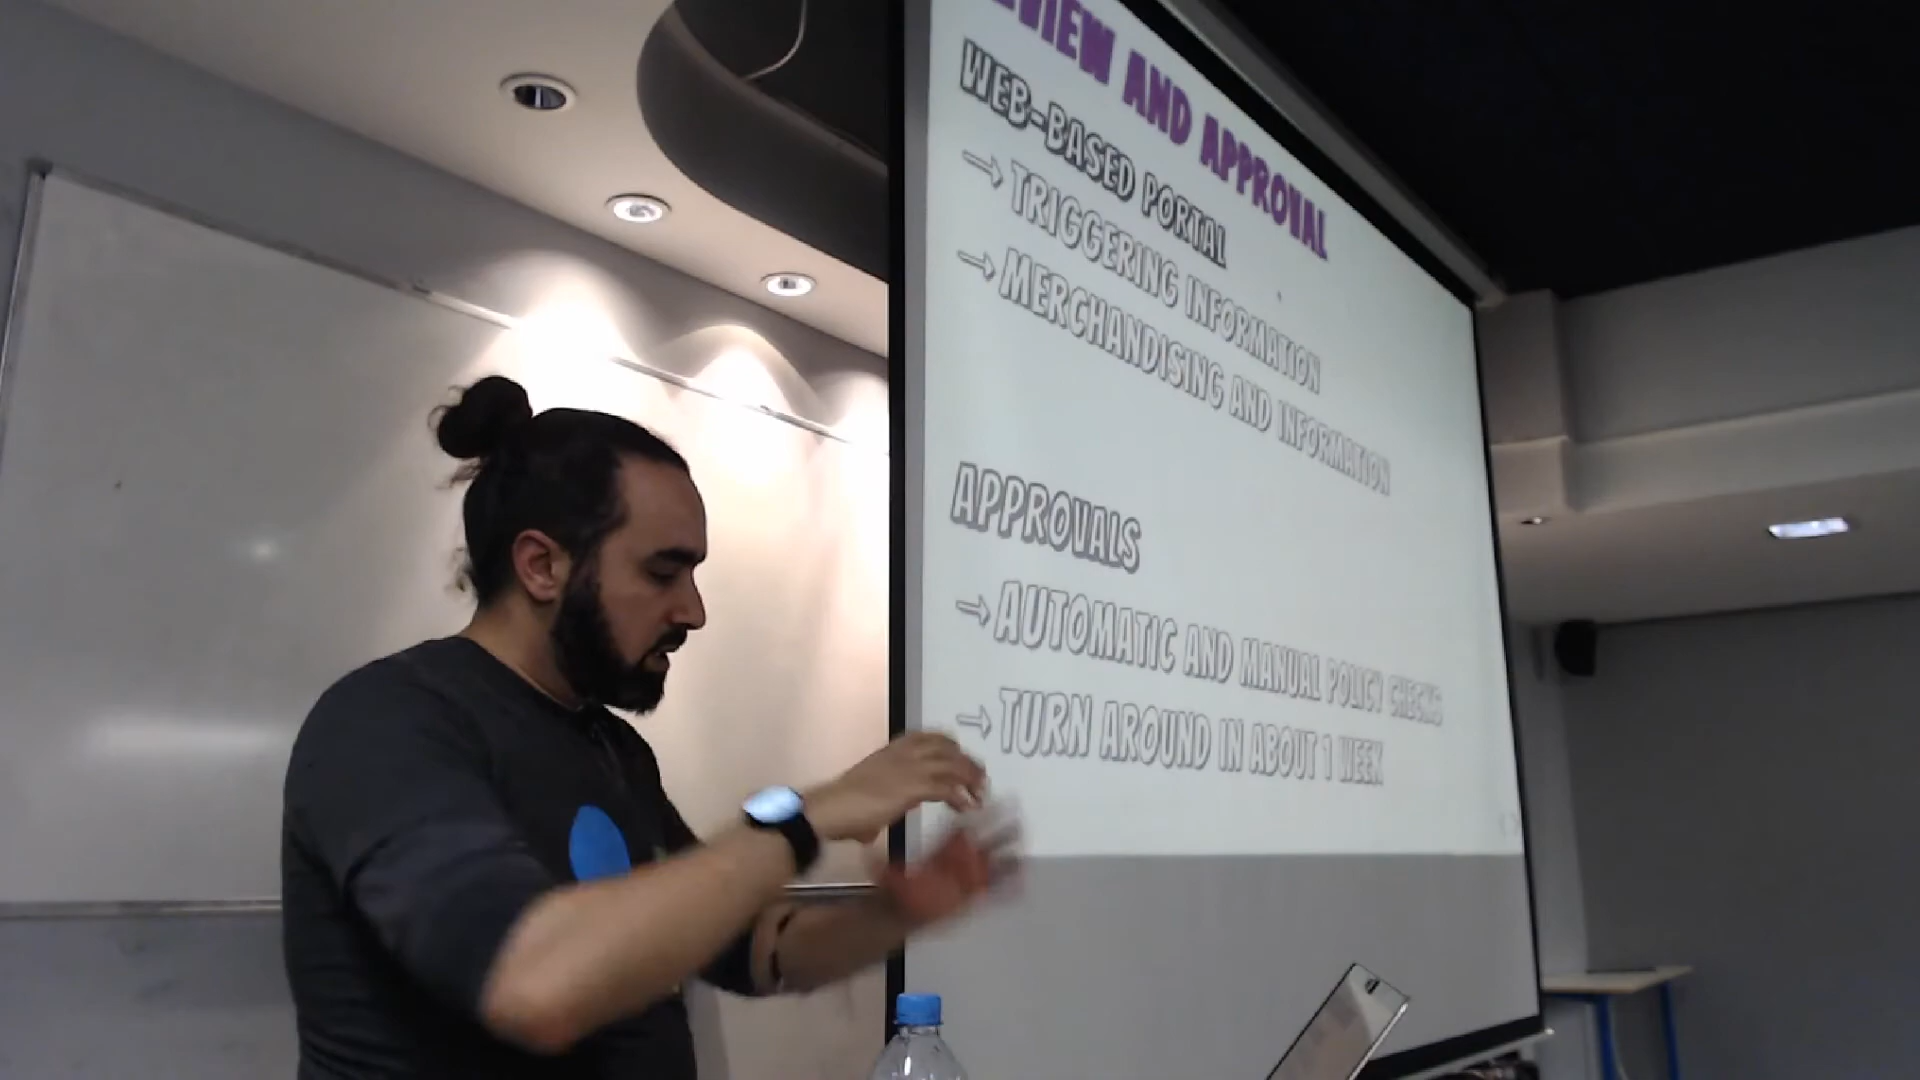 AND APPROVAL
WEB-BASED PORTAL
→ TRIGGERING INFORMATION
→ MERCHANDISING AND INFORMATION
APPROVALS
→ AUTOMATIC AND MANUAL POLICY CHECKS
→ TURN AROUND IN ABOUT 1 WEEK